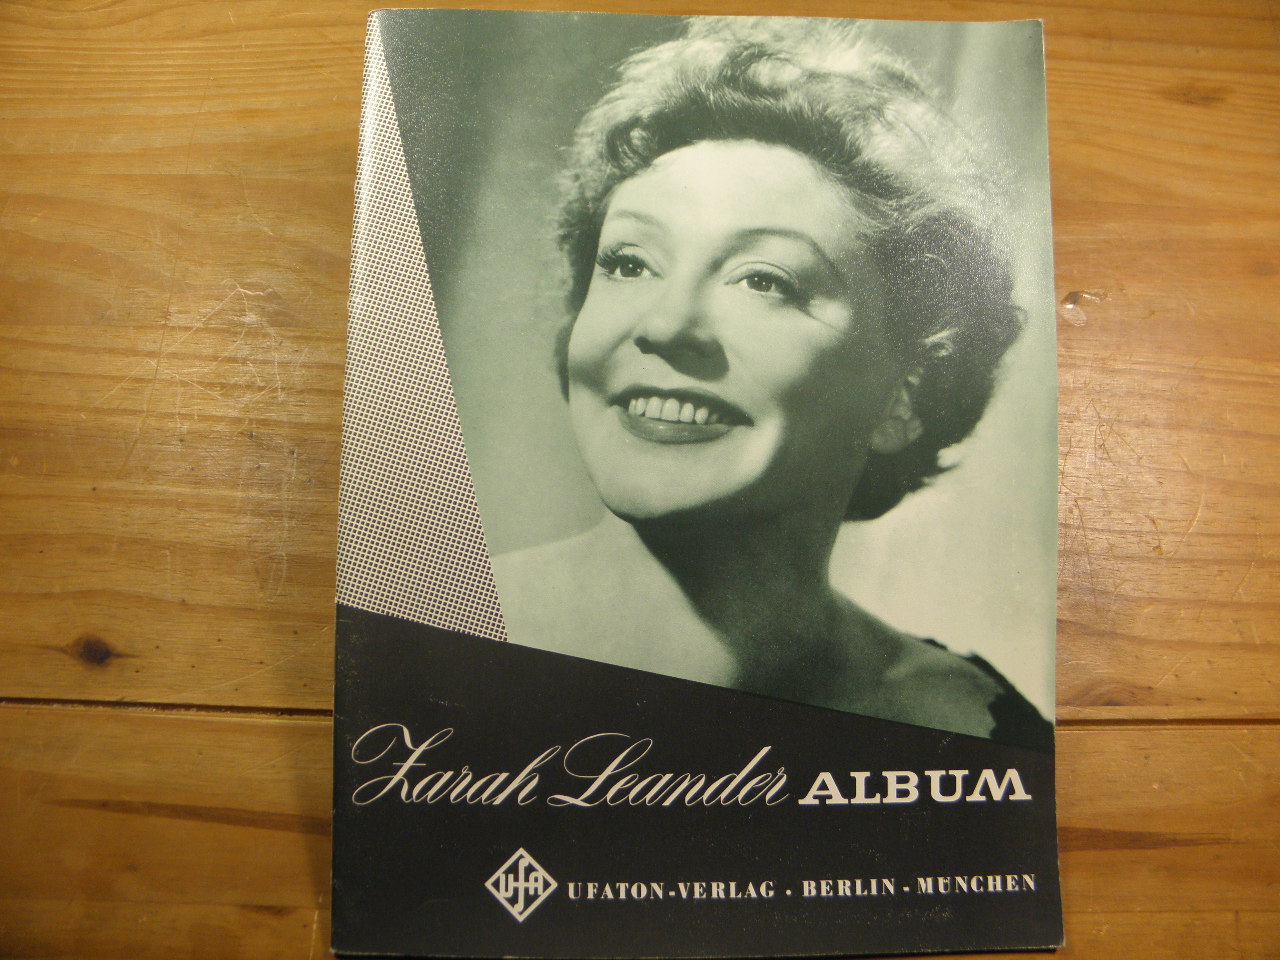 Zarah Leander ALBUM
UFA UFATON-VERLAG . BERLIN - MÜNCHEN